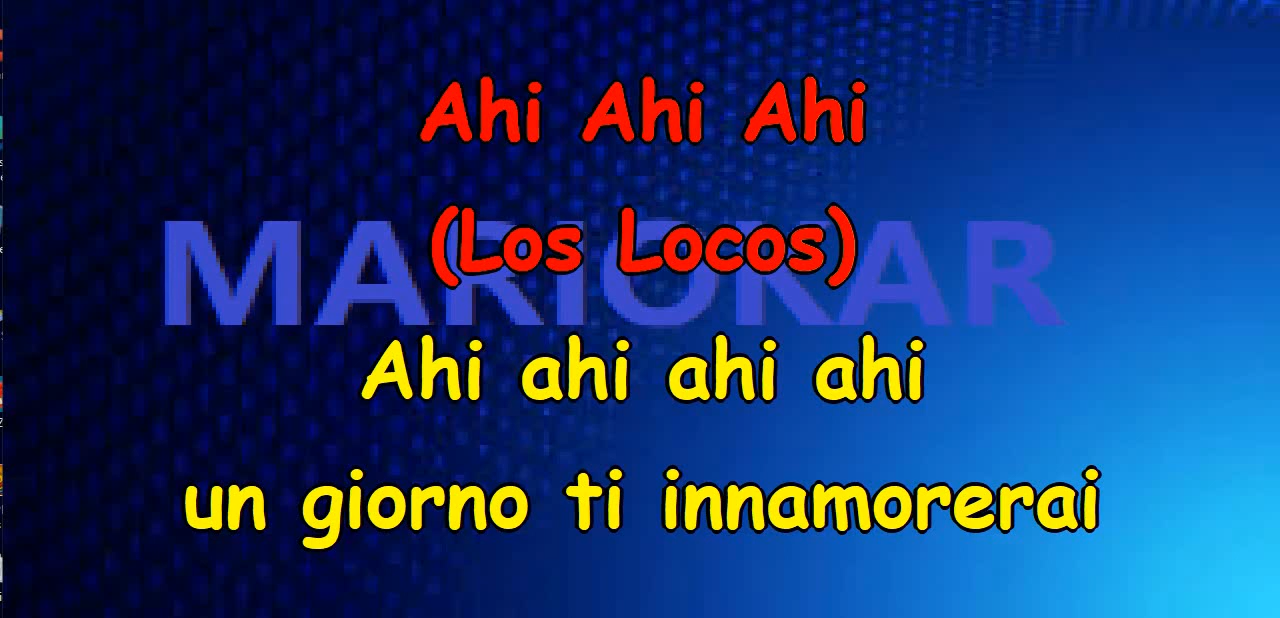 Ahi Ahi Ahi
(Los Locos)
MARIOKAR
Ahi ahi ahi ahi
un giorno ti innamorerai